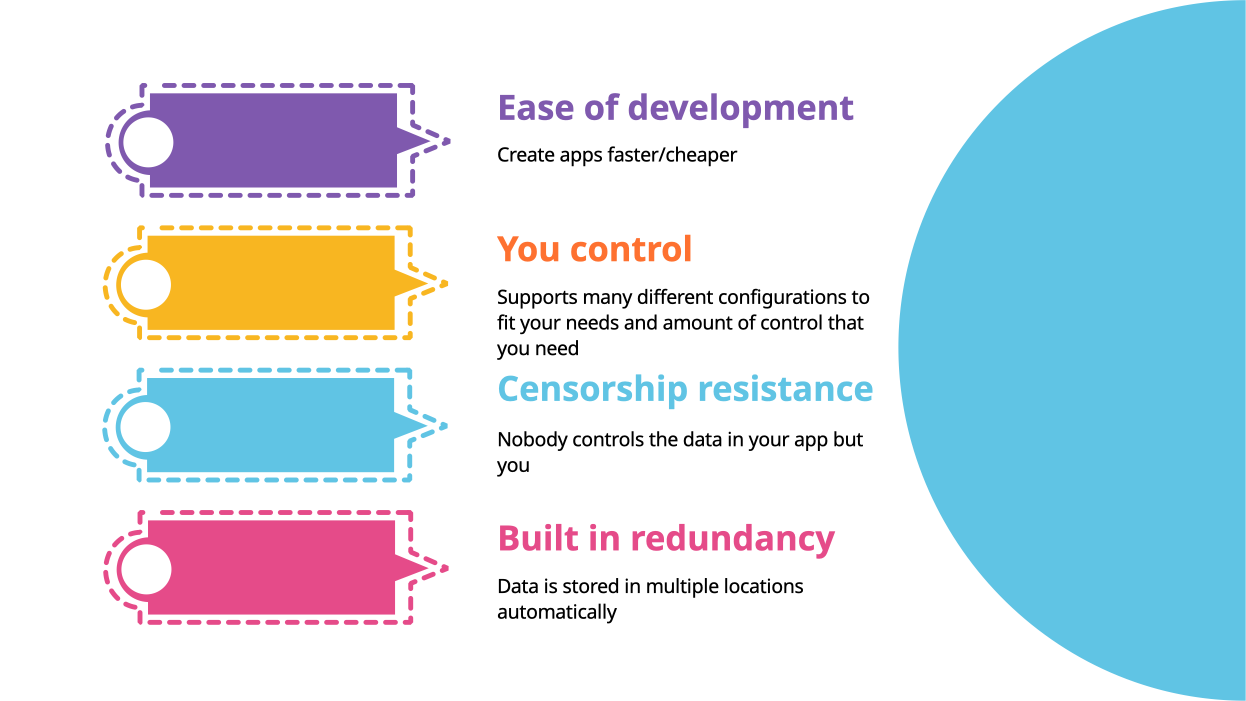 Ease of development
Create apps faster/cheaper
You control
Supports many different configurations to
fit your needs and amount of control that
you need
Censorship resistance
Nobody controls the data in your app but
you
Built in redundancy
Data is stored in multiple locations
automatically